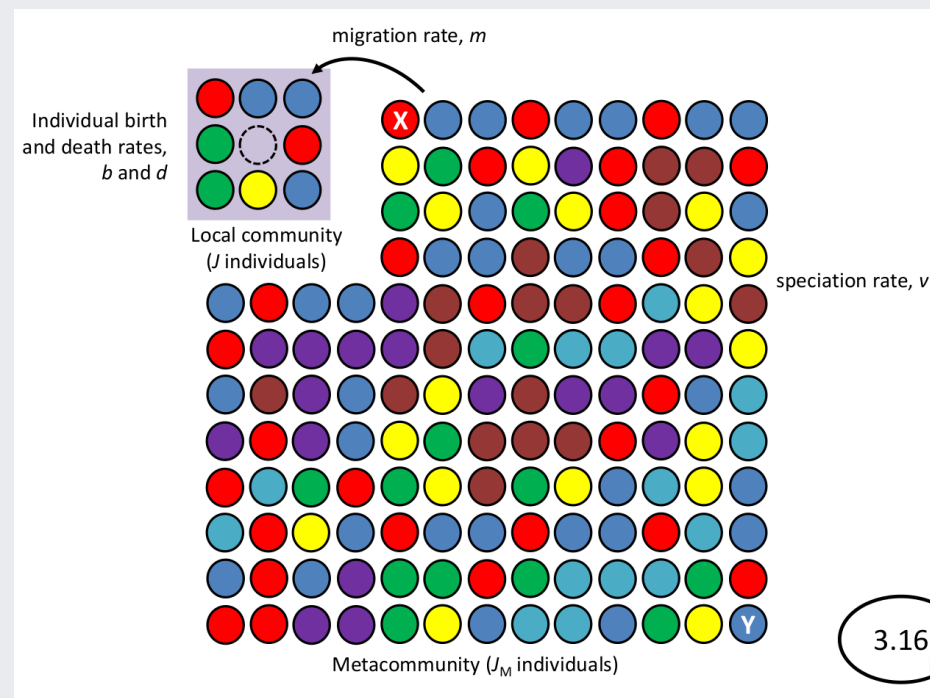 migration rate, m
Individual birth
and death rates,
b and d
X
Local community
(J individuals)
speciation rate, v
Y
Metacommunity (JM individuals)
3.16